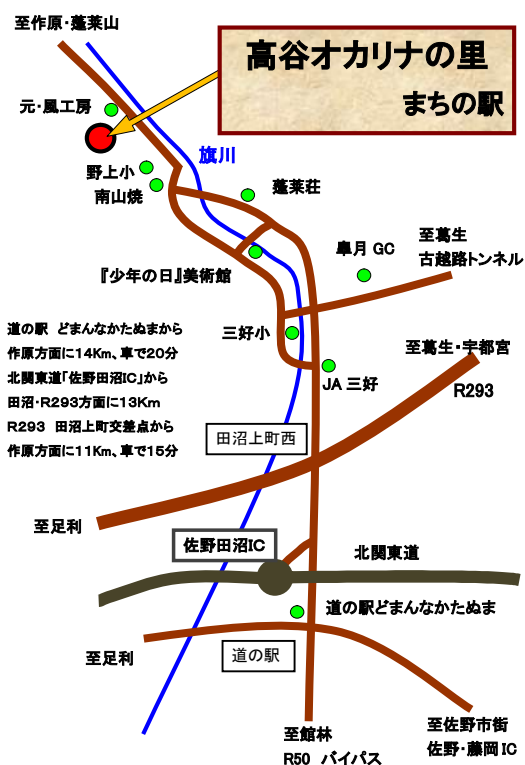 至作原・蓬莱山
高谷オカリナの里
まちの駅
元・風工房
旗川
野上小
南山焼
蓬莱荘
皐月 GC
至葛生
古越路トンネル
『少年の日』美術館
道の駅 どまんなかたぬまから
作原方面に14Km、車で20分
北関東道「佐野田沼IC」から
田沼・R293方面に13Km
R293 田沼上町交差点から
作原方面に11Km、車で15分
三好小
至葛生・宇都宮
JA 三好
R293
田沼上町西
至足利
佐野田沼IC
北関東道
道の駅どまんなかたぬま
道の駅
至足利
至館林
R50 バイパス
至佐野市街
佐野・藤岡 IC